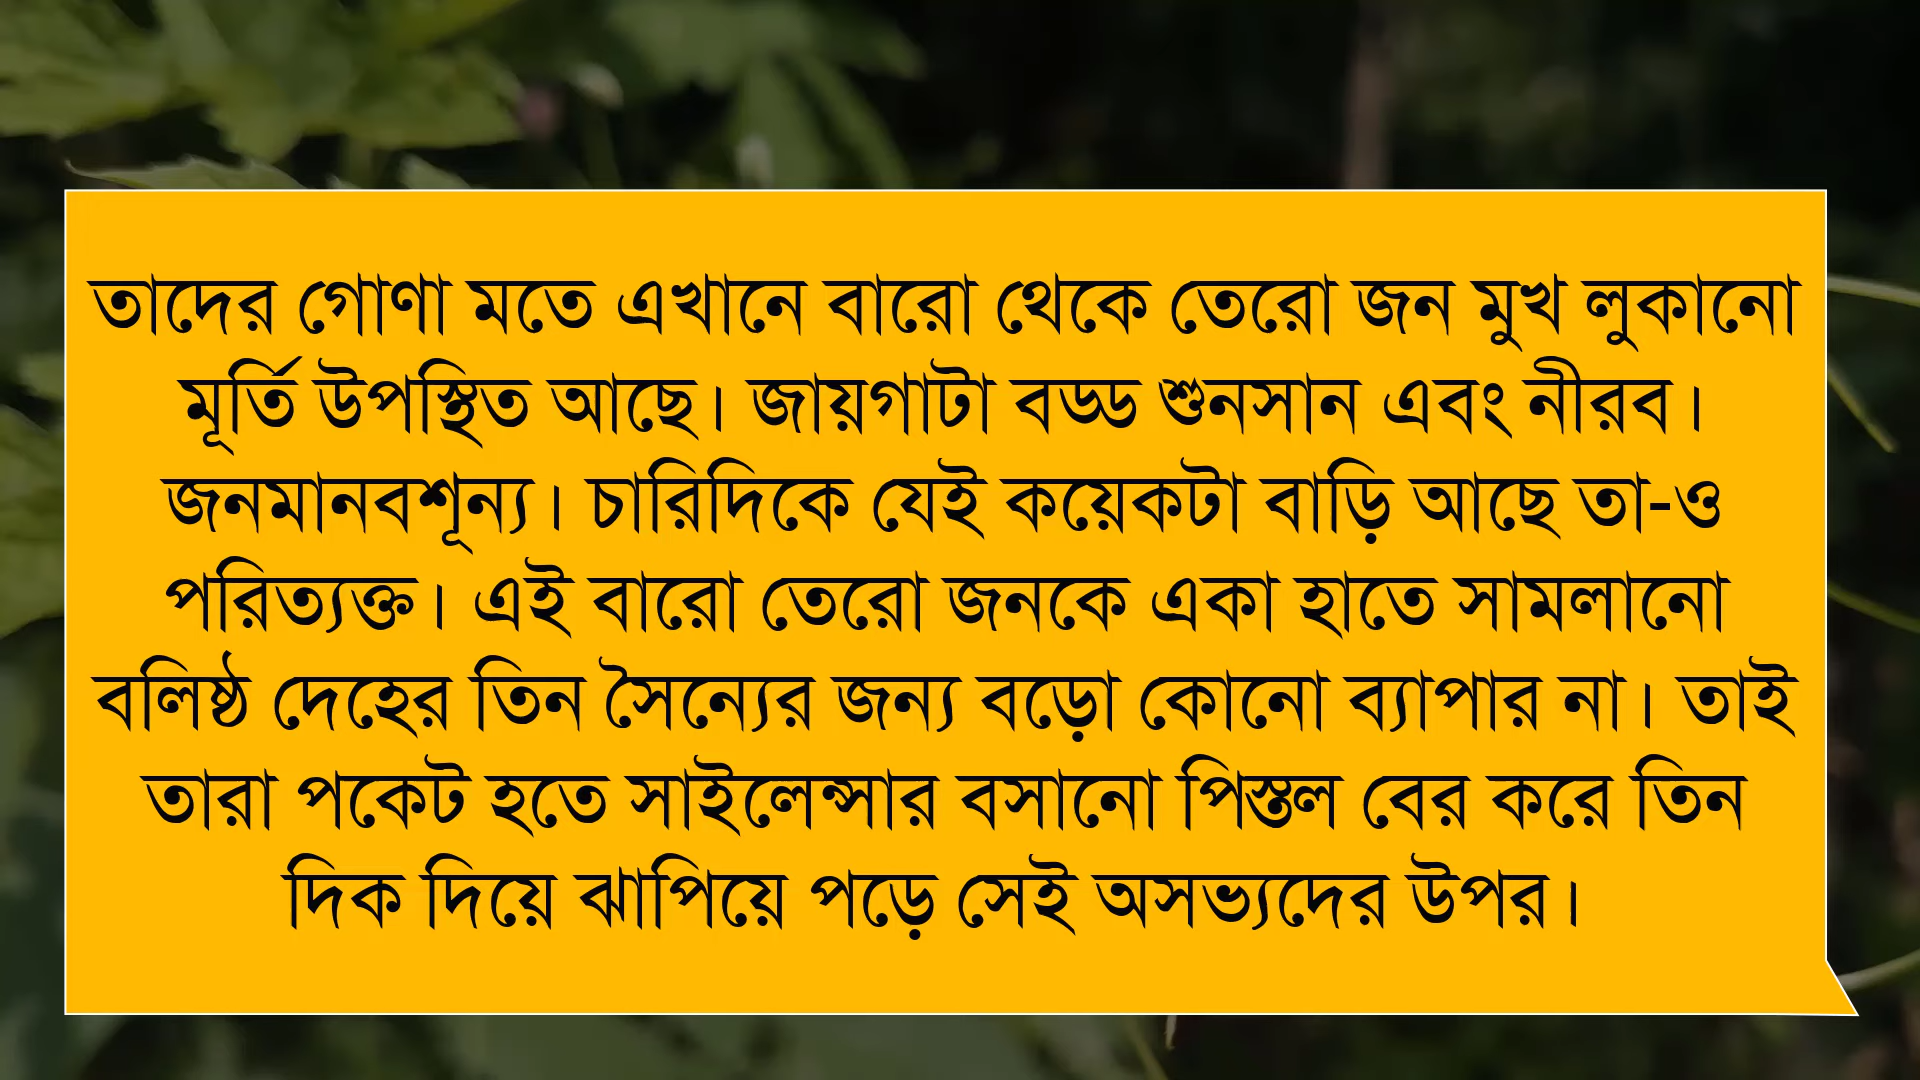 তাদের গোণা মতে এখানে বারো থেকে তেরো জন মুখ লুকানো
মূর্তি উপস্থিত আছে। জায়গাটা বড্ড শুনসান এবং নীরব।
জনমানবশূন্য। চারিদিকে যেই কয়েকটা বাড়ি আছে তা-ও
পরিত্যক্ত। এই বারো তেরো জনকে একা হাতে সামলানো
বলিষ্ঠ দেহের তিন সৈন্যের জন্য বড়ো কোনো ব্যাপার না। তাই
তারা পকেট হতে সাইলেন্সার বসানো পিস্তল বের করে তিন
দিক দিয়ে ঝাপিয়ে পড়ে সেই অসভ্যদের উপর।